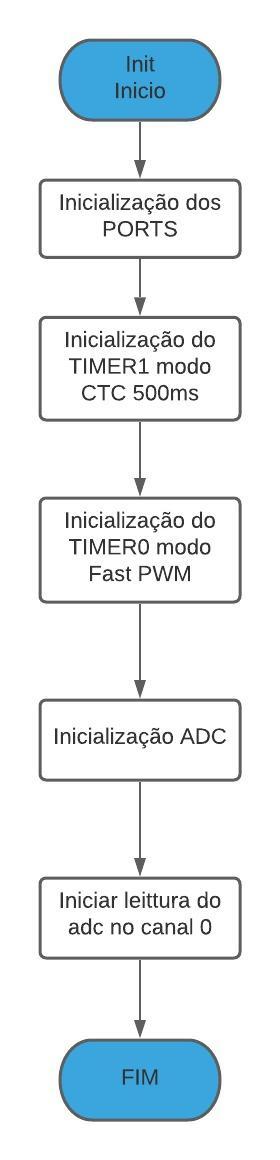 Init
Inicio
Inicialização dos
PORTS
Inicialização do
TIMER1 modo
CTC 500ms
Inicialização do
TIMER0 modo
Fast PWM
Inicialização ADC
Iniciar leittura do
adc no canal 0
FIM